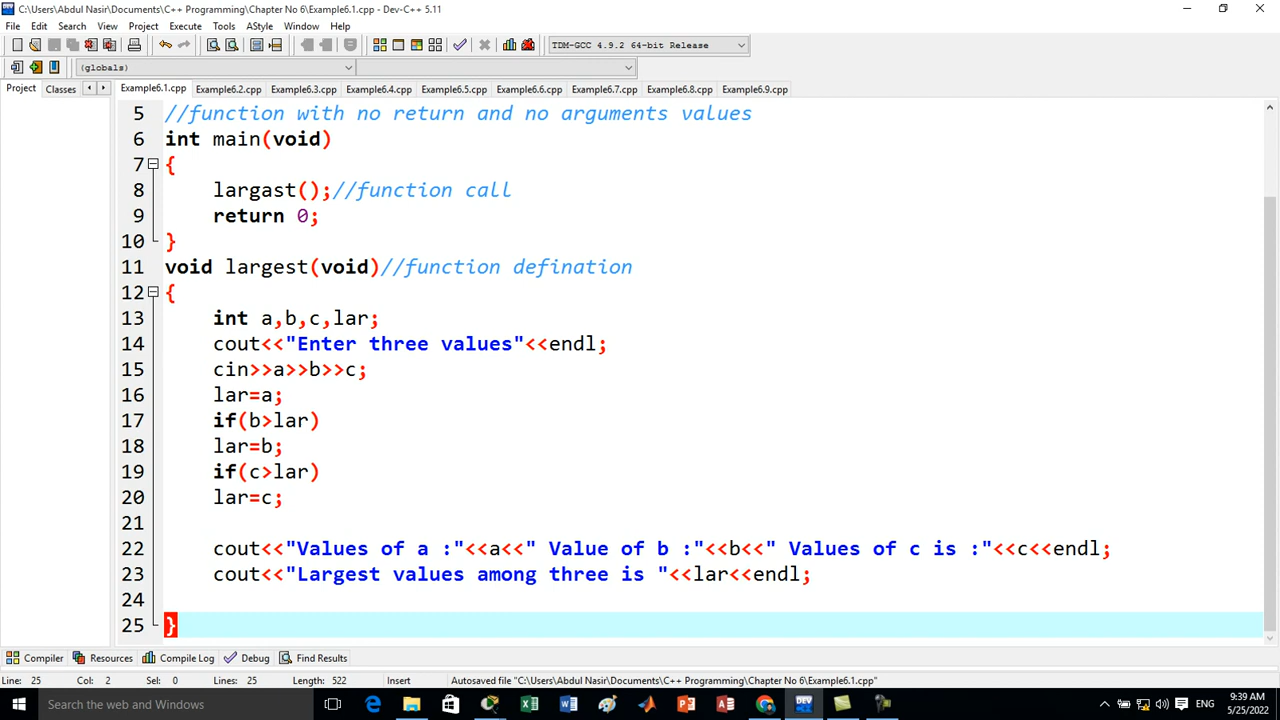 C:\Users\Abdul Nasir\Documents\C++ Programming\Chapter No 6\Example6.1.cpp - Dev-C++ 5.11
File Edit Search View Project Execute Tools AStyle Window Help
TDM-GCC 4.9.2 64-bit Release
(globals)
Project Classes Example6.1.cpp Example6.2.cpp Example6.3.cpp Example6.4.cpp Example6.5.cpp Example6.6.cpp Example6.7.cpp Example6.8.cpp Example6.9.cpp
5 //function with no return and no arguments values
6 int main(void)
7 {
8 largast();//function call
9 return 0;
10 }
11 void largest(void)//function defination
12 {
13 int a,b,c,lar;
14 cout<<"Enter three values"<<endl;
15 cin>>a>>b>>c;
16 lar=a;
17 if(b>lar)
18 lar=b;
19 if(c>lar)
20 lar=c;
21
22 cout<<"Values of a :"<<a<<" Value of b :"<<b<<" Values of c is :"<<c<<endl;
23 cout<<"Largest values among three is "<<lar<<endl;
24
25 }
Compiler Resources Compile Log Debug Find Results
Line: 25 Col: 2 Sel: 0 Lines: 25 Length: 522 Insert Autosaved file "C:\Users\Abdul Nasir\Documents\C++ Programming\Chapter No 6\Example6.1.cpp"
Search the web and Windows
ENG
9:39 AM
5/25/2022